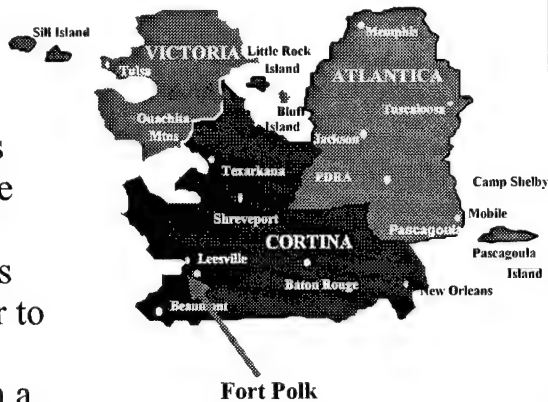 Sill Island
VICTORIA
Little Rock
Island
Memphis
Tulsa
ATLANTICA
Ouachita
Mtns
Bluff
Island
Tuscaloosa
Jackson
s
Texarkana
e
PDRA
Camp Shelby
Shreveport
Mobile
Pascagoula
CORTINA
Pascagoula
Island
Leesville
s
Baton Rouge
New Orleans
r to
Beaumont
n a
Fort Polk